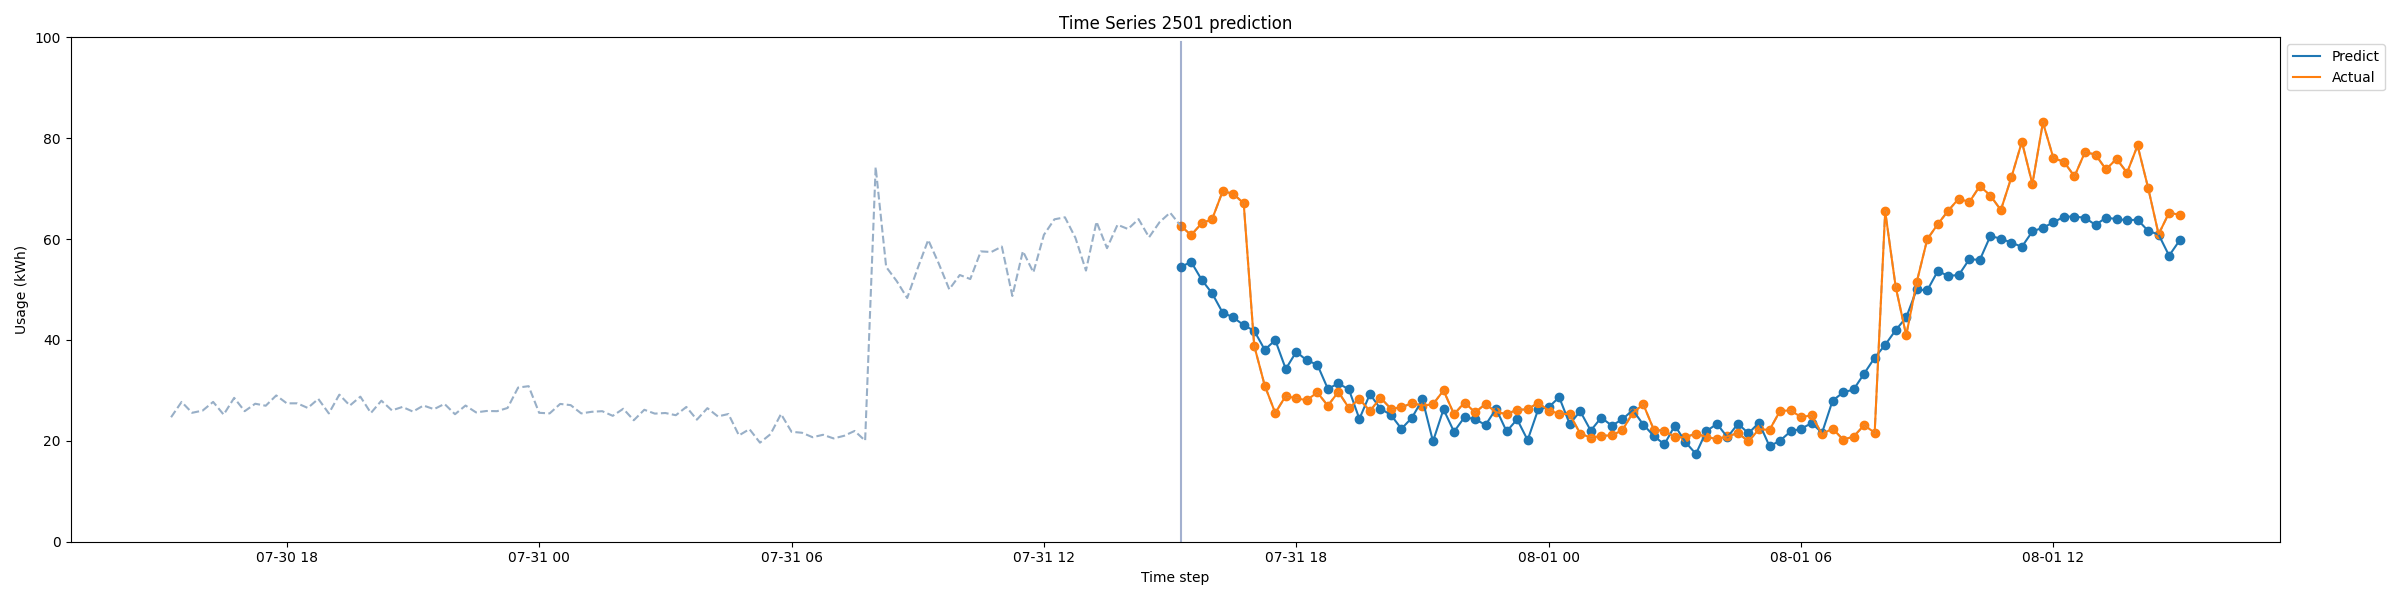 Time Series 2501 prediction
Predict
Actual
Usage (kWh)
100
80
60
40
20
0
07-30 18
07-31 00
07-31 06
07-31 12
07-31 18
08-01 00
08-01 06
08-01 12
Time step